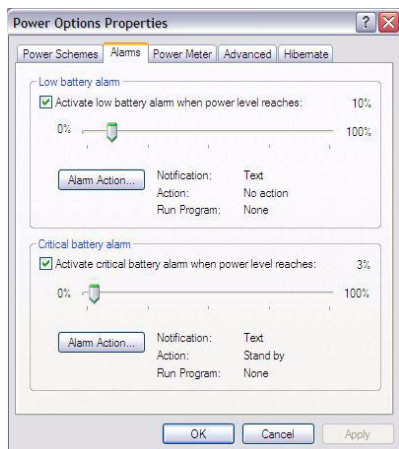 Power Options Properties
Power Schemes Alarms Power Meter Advanced Hibernate
Low battery alarm
Activate low battery alarm when power level reaches: 10%
0% 100%
Alarm Action... Notification: Text
Action: No action
Run Program: None
Critical battery alarm
Activate critical battery alarm when power level reaches: 3%
0% 100%
Alarm Action... Notification: Text
Action: Stand by
Run Program: None
OK Cancel Apply